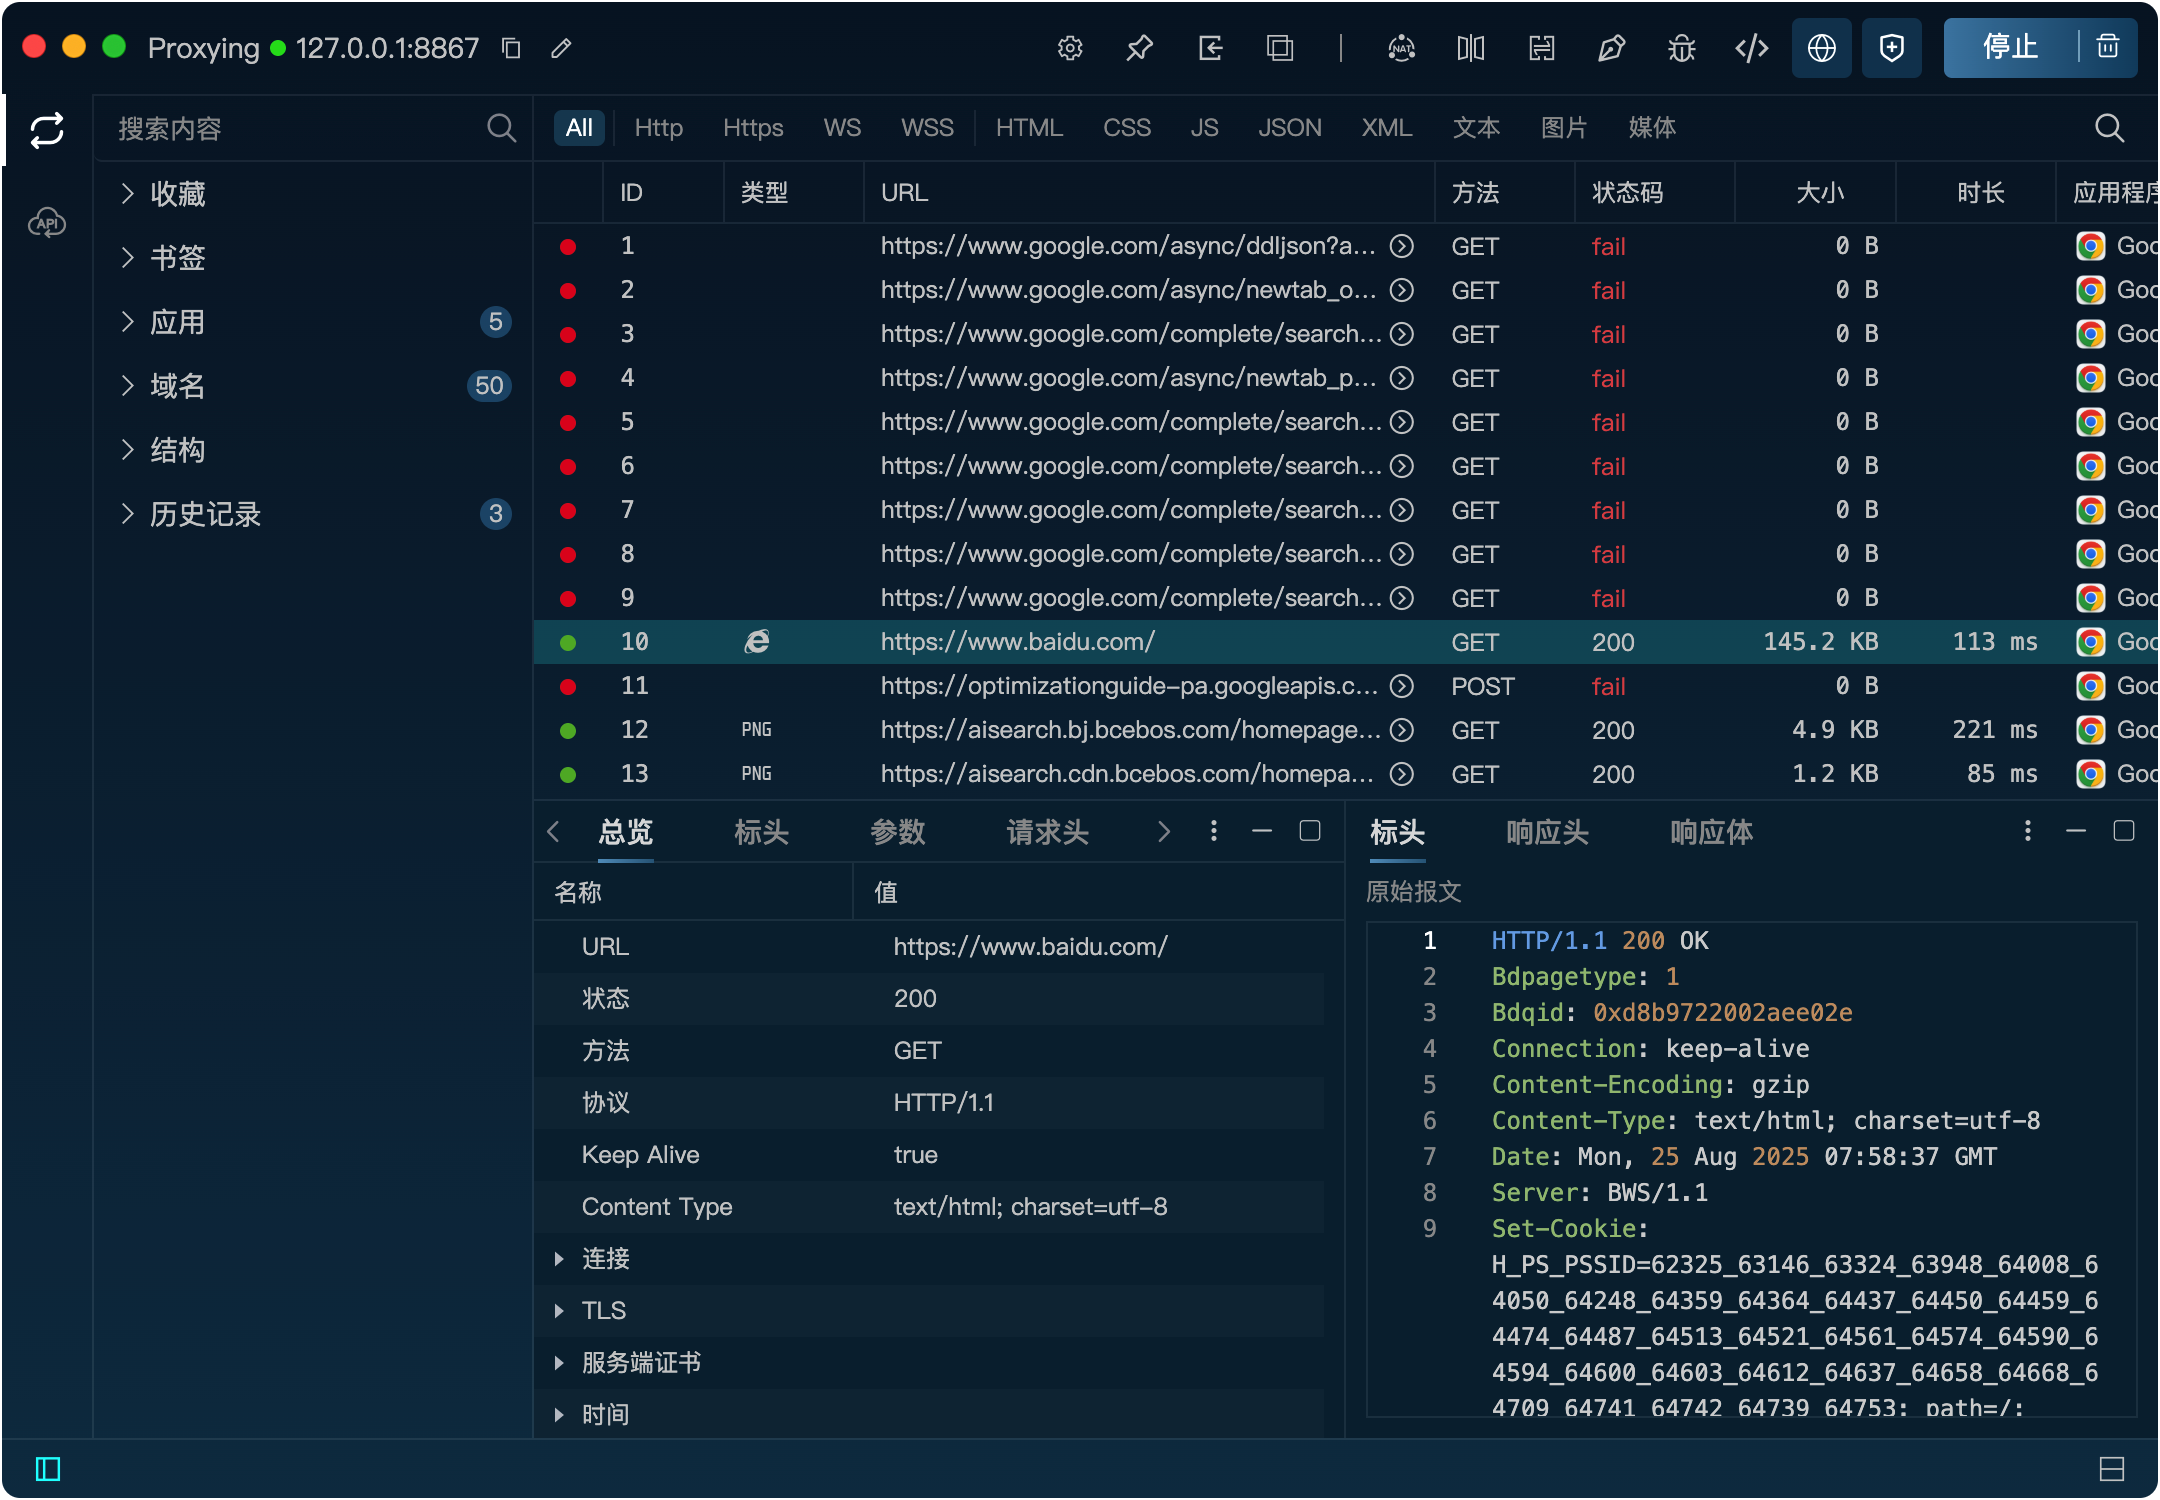 Proxying 127.0.0.1:8867 NAT 停止
搜索内容
API
收藏
书签
应用 5
域名 50
结构
历史记录 3
All Http Https WS WSS HTML CSS JS JSON XML 文本 图片 媒体
ID 类型 URL 方法 状态码 大小 时长 应用程序
1 https://www.google.com/async/ddljson?a... GET fail 0 B Goo
2 https://www.google.com/async/newtab_o... GET fail 0 B Goo
3 https://www.google.com/complete/search... GET fail 0 B Goo
4 https://www.google.com/async/newtab_p... GET fail 0 B Goo
5 https://www.google.com/complete/search... GET fail 0 B Goo
6 https://www.google.com/complete/search... GET fail 0 B Goo
7 https://www.google.com/complete/search... GET fail 0 B Goo
8 https://www.google.com/complete/search... GET fail 0 B Goo
9 https://www.google.com/complete/search... GET fail 0 B Goo
10 https://www.baidu.com/ GET 200 145.2 KB 113 ms Goo
11 https://optimizationguide-pa.googleapis.c... POST fail 0 B Goo
12 PNG https://aisearch.bj.bcebos.com/homepage... GET 200 4.9 KB 221 ms Goo
13 PNG https://aisearch.cdn.bcebos.com/homepa... GET 200 1.2 KB 85 ms Goo
总览 标头 参数 请求头
名称 值
URL https://www.baidu.com/
状态 200
方法 GET
协议 HTTP/1.1
Keep Alive true
Content Type text/html; charset=utf-8
连接
TLS
服务端证书
时间
标头 响应头 响应体
原始报文
1 HTTP/1.1 200 OK
2 Bdpagetype: 1
3 Bdqid: 0xd8b9722002aee02e
4 Connection: keep-alive
5 Content-Encoding: gzip
6 Content-Type: text/html; charset=utf-8
7 Date: Mon, 25 Aug 2025 07:58:37 GMT
8 Server: BWS/1.1
9 Set-Cookie:
H_PS_PSSID=62325_63146_63324_63948_64008_6
4050_64248_64359_64364_64437_64450_64459_6
4474_64487_64513_64521_64561_64574_64590_6
4594_64600_64603_64612_64637_64658_64668_6
4709_64741_64742_64739_64753; path=/;